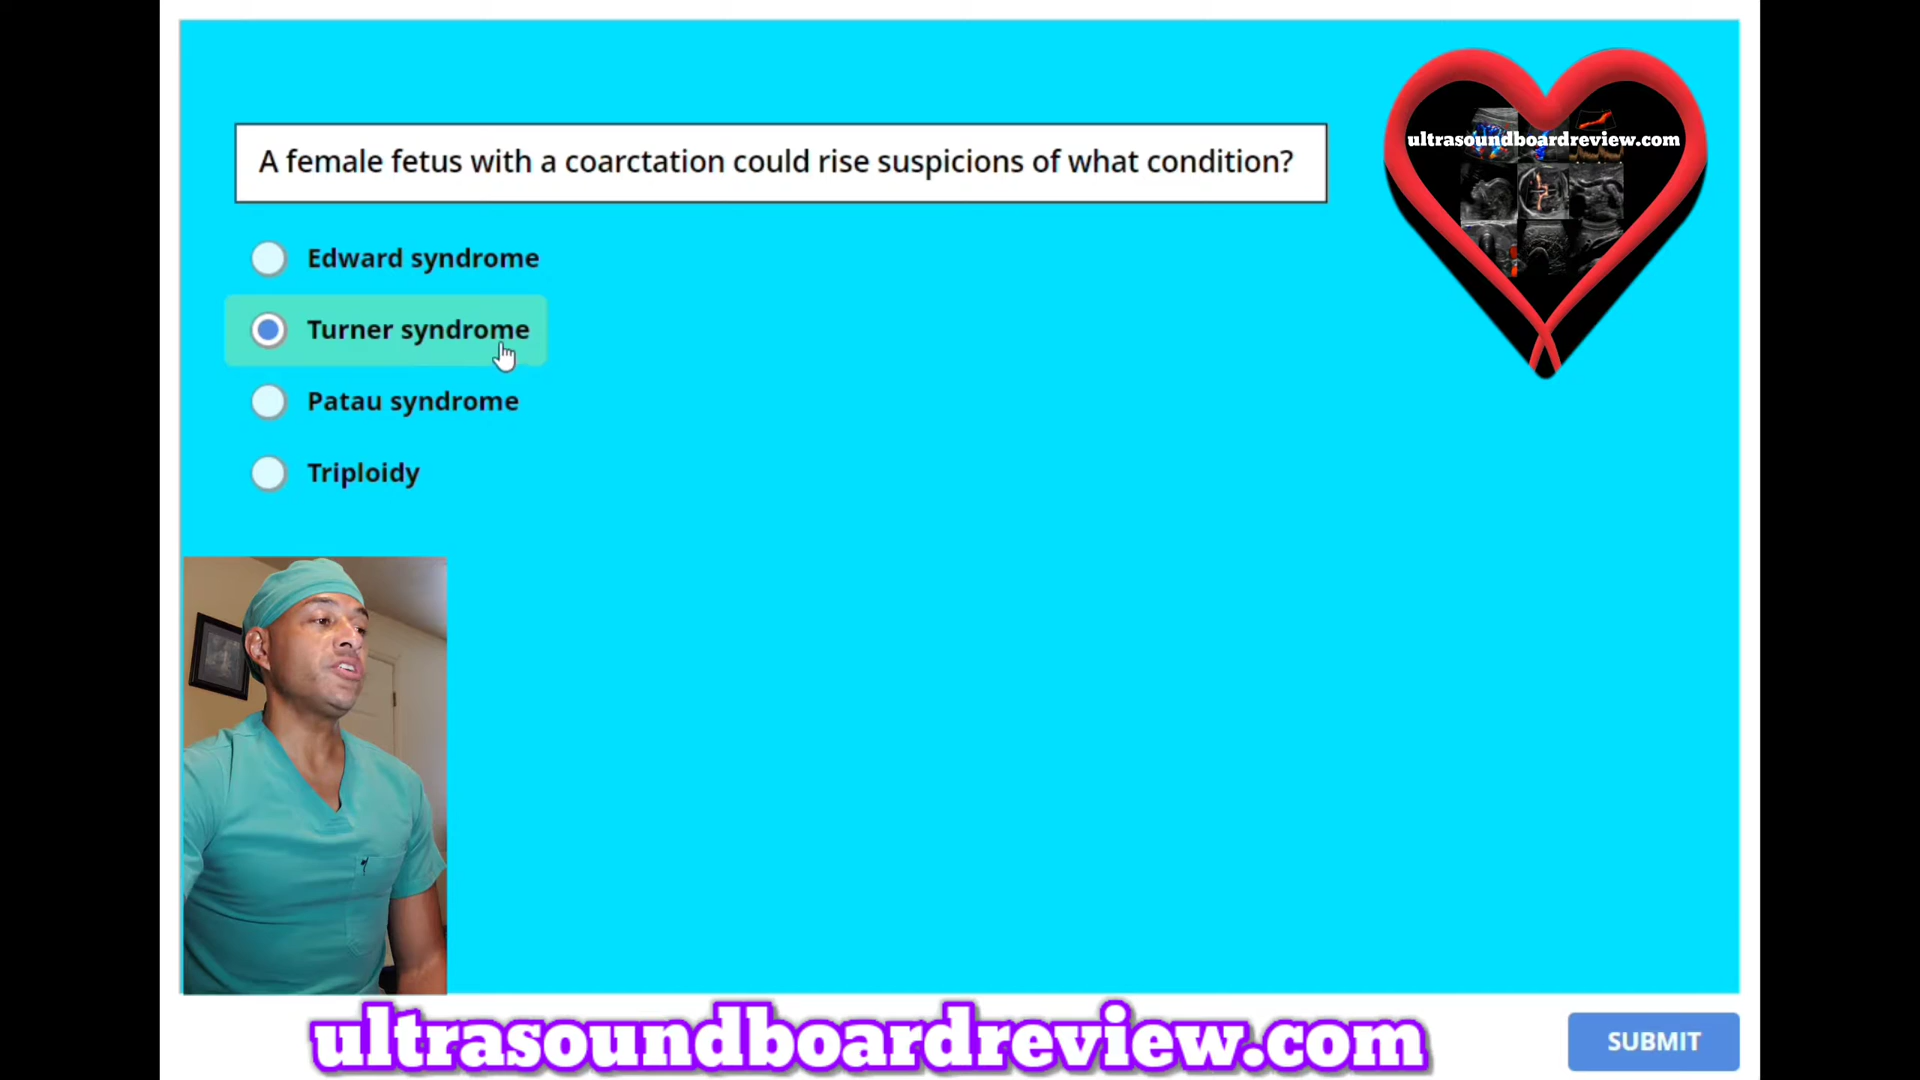 A female fetus with a coarctation could rise suspicions of what condition?
ultrasoundboardreview.com
Edward syndrome
Turner syndrome
Patau syndrome
Triploidy
ultrasoundboardreview.com
SUBMIT